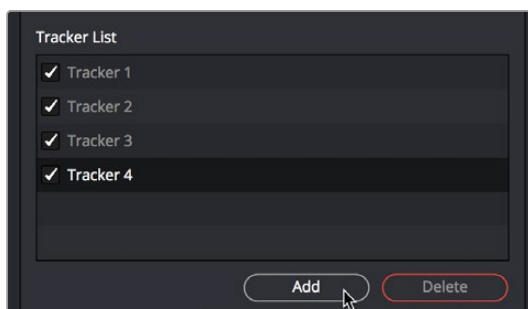 Tracker List
Tracker 1
Tracker 2
Tracker 3
Tracker 4
Add Delete